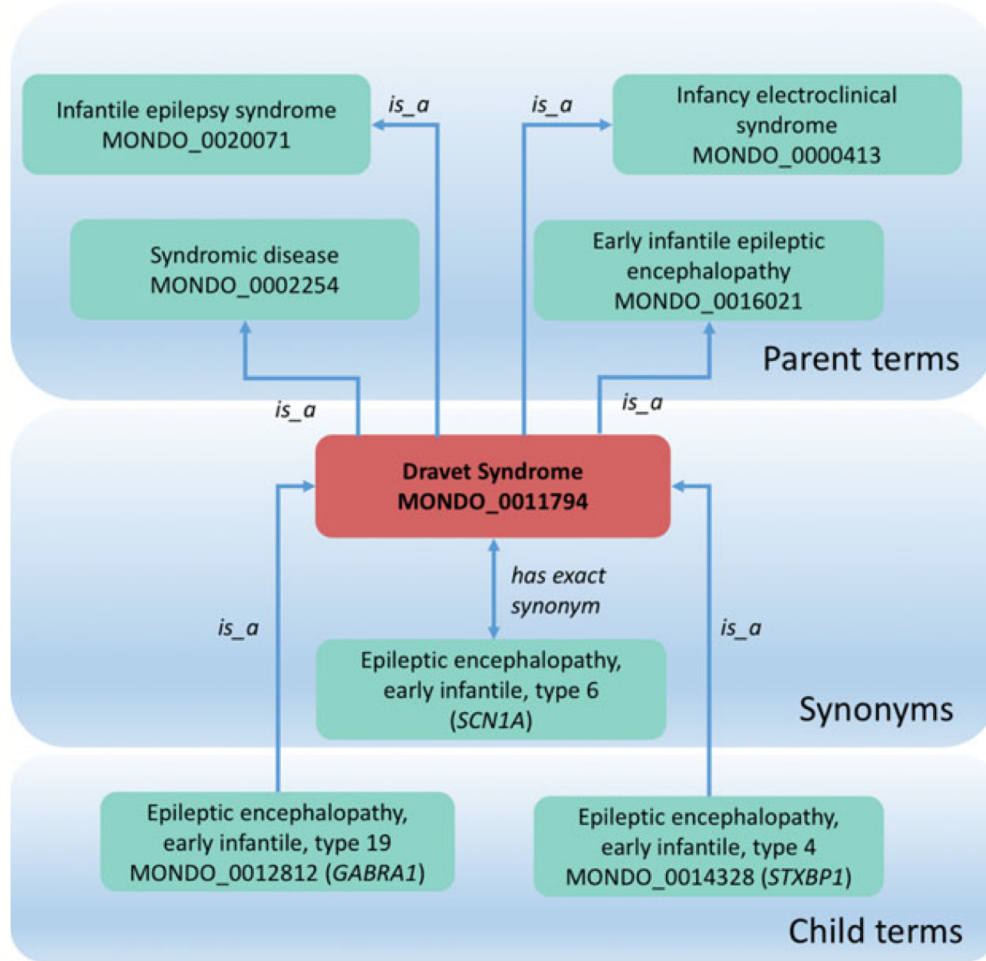 Infantile epilepsy syndrome
MONDO_0020071
is_a
is_a
Infancy electroclinical
syndrome
MONDO_0000413
Syndromic disease
MONDO_0002254
Early infantile epileptic
encephalopathy
MONDO_0016021
Parent terms
is_a
is_a
Dravet Syndrome
MONDO_0011794
has exact
synonym
is_a
is_a
Epileptic encephalopathy,
early infantile, type 6
(SCN1A)
Synonyms
Epileptic encephalopathy,
early infantile, type 19
MONDO_0012812 (GABRA1)
Epileptic encephalopathy,
early infantile, type 4
MONDO_0014328 (STXBP1)
Child terms